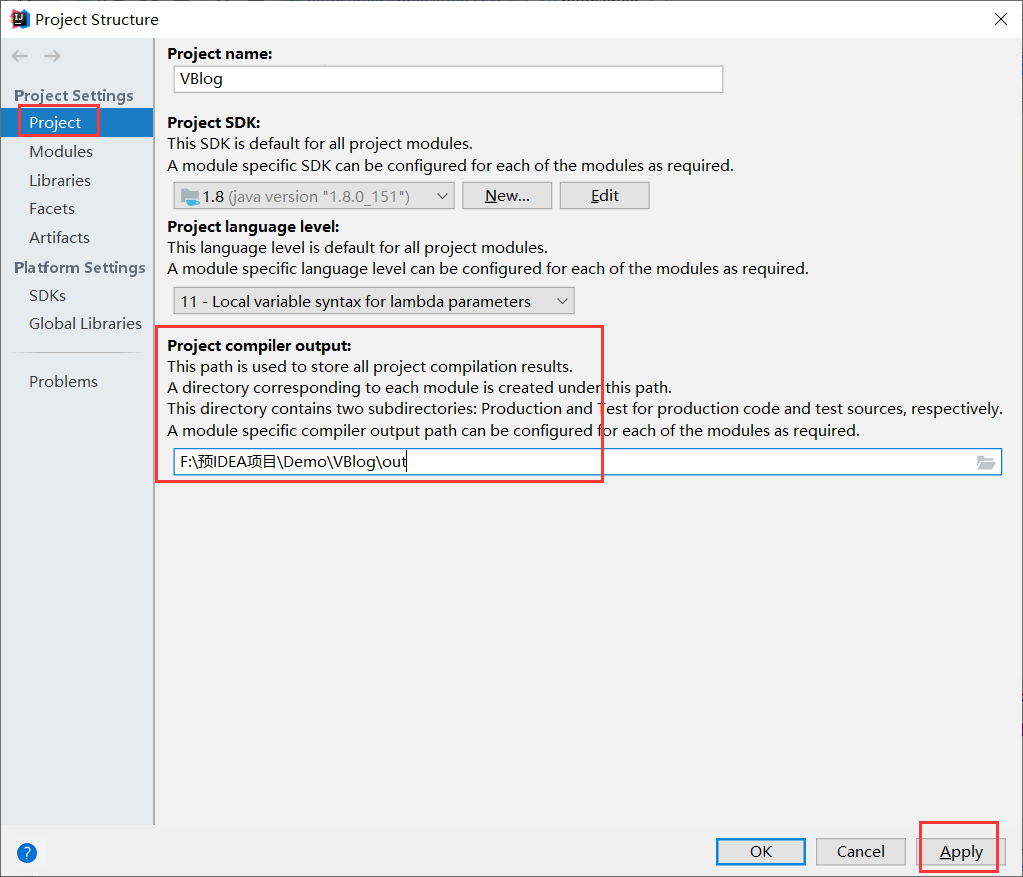 Project Structure
Project Settings
Project
Modules
Libraries
Facets
Artifacts
Platform Settings
SDKs
Global Libraries
Problems
Project name:
VBlog
Project SDK:
This SDK is default for all project modules.
A module specific SDK can be configured for each of the modules as required.
1.8 (java version "1.8.0_151")
New...
Edit
Project language level:
This language level is default for all project modules.
A module specific language level can be configured for each of the modules as required.
11 - Local variable syntax for lambda parameters
Project compiler output:
This path is used to store all project compilation results.
A directory corresponding to each module is created under this path.
This directory contains two subdirectories: Production and Test for production code and test sources, respectively.
A module specific compiler output path can be configured for each of the modules as required.
F:\预IDEA项目\Demo\VBlog\out
?
OK
Cancel
Apply